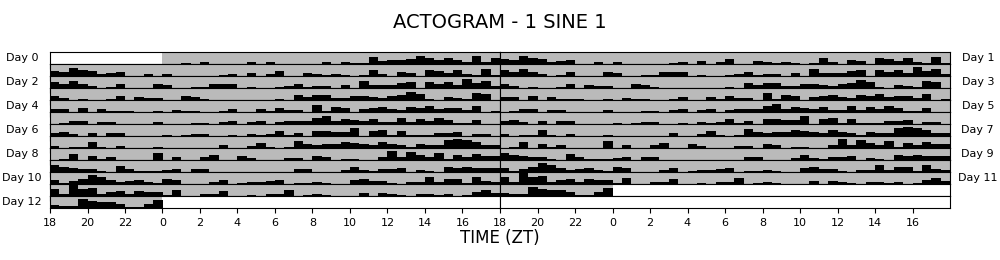 ACTOGRAM - 1 SINE 1
Day 0 Day 1
Day 2 Day 3
Day 4 Day 5
Day 6 Day 7
Day 8 Day 9
Day 10 Day 11
Day 12
18 20 22 0 2 4 6 8 10 12 14 16 18 20 22 0 2 4 6 8 10 12 14 16
TIME (ZT)